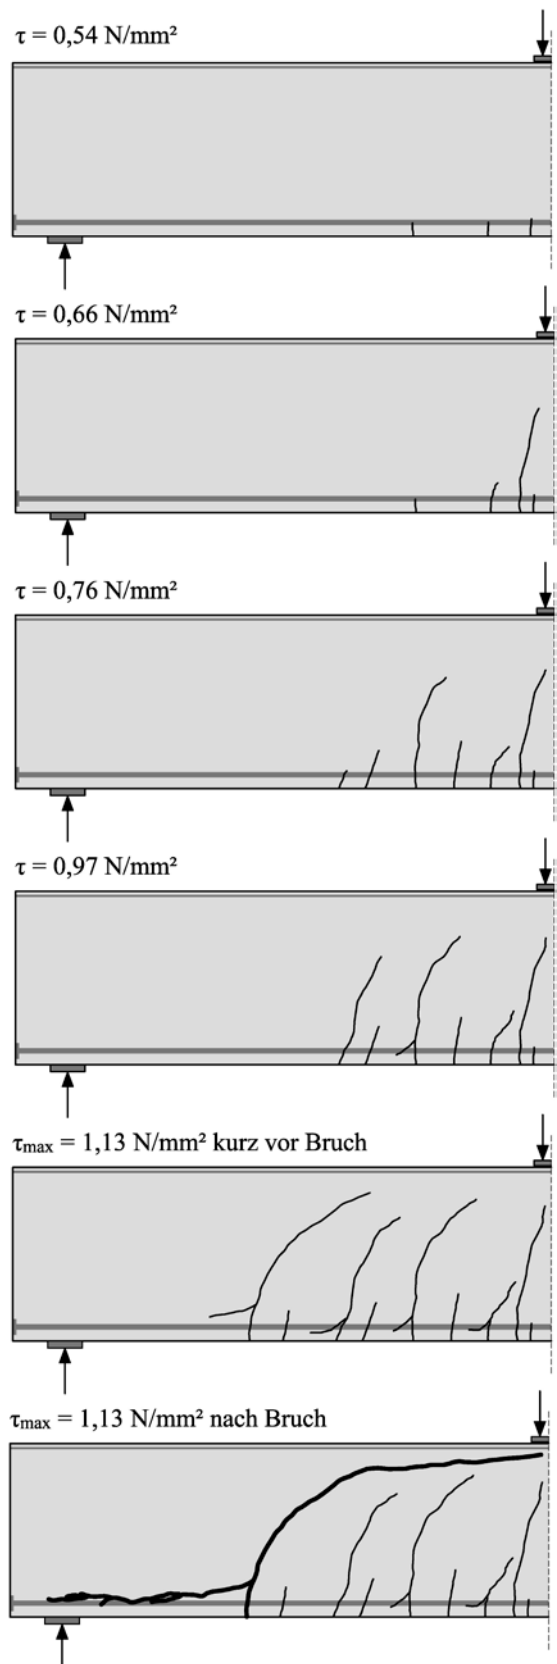 τ = 0,54 N/mm²
τ = 0,66 N/mm²
τ = 0,76 N/mm²
τ = 0,97 N/mm²
τmax = 1,13 N/mm² kurz vor Bruch
τmax = 1,13 N/mm² nach Bruch